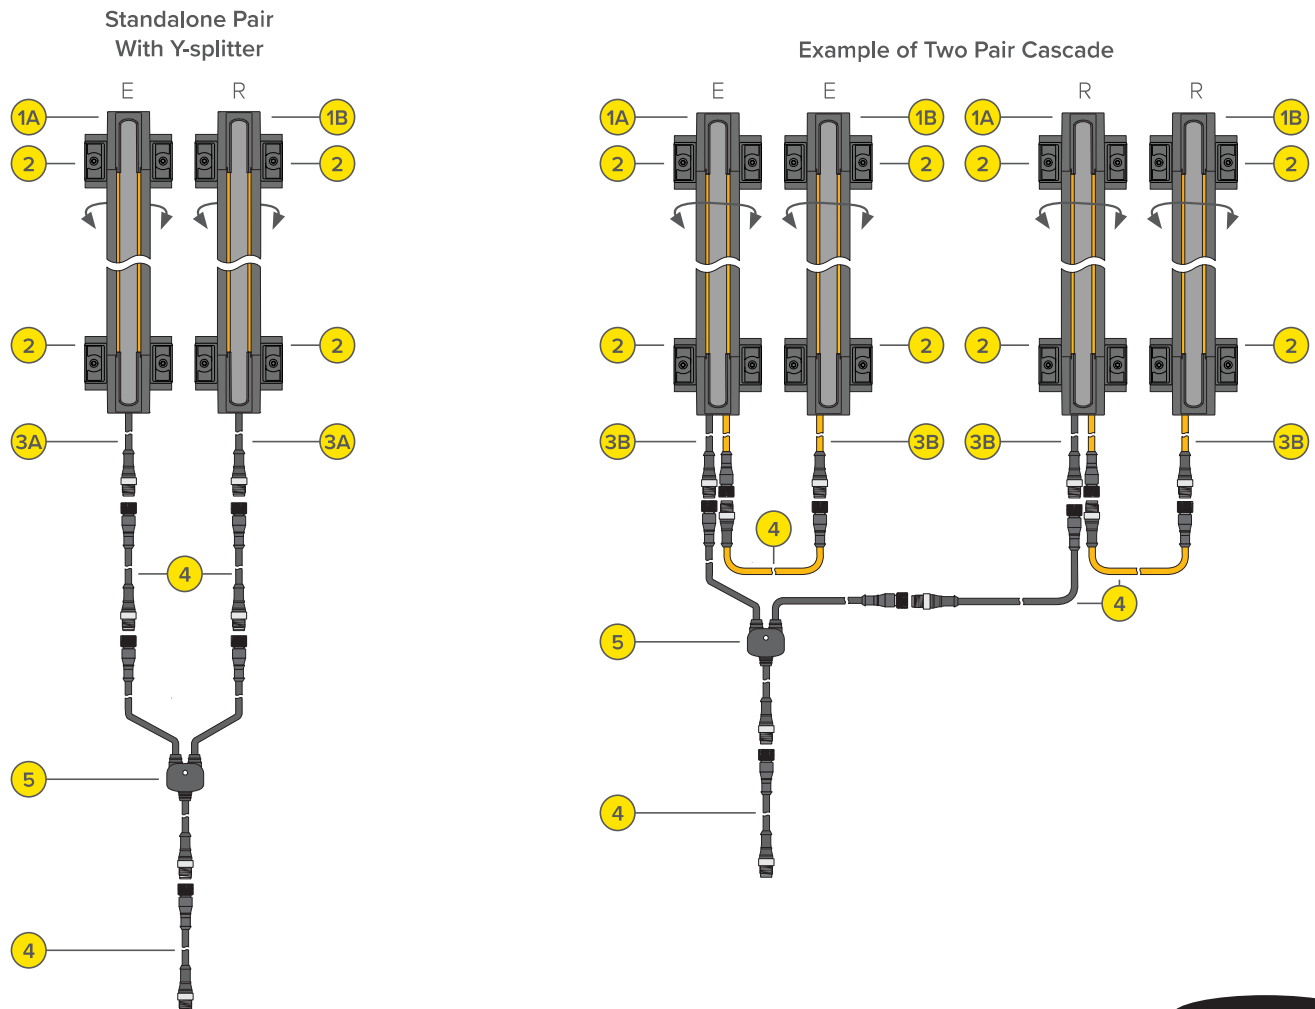 Standalone Pair
With Y-splitter
E R
1A 1B
2 2
2 2
3A 3A
4
5
4
Example of Two Pair Cascade
E E R R
1A 1B 1A 1B
2 2 2 2
2 2 2 2
3B 3B 3B 3B
4
4
5
4